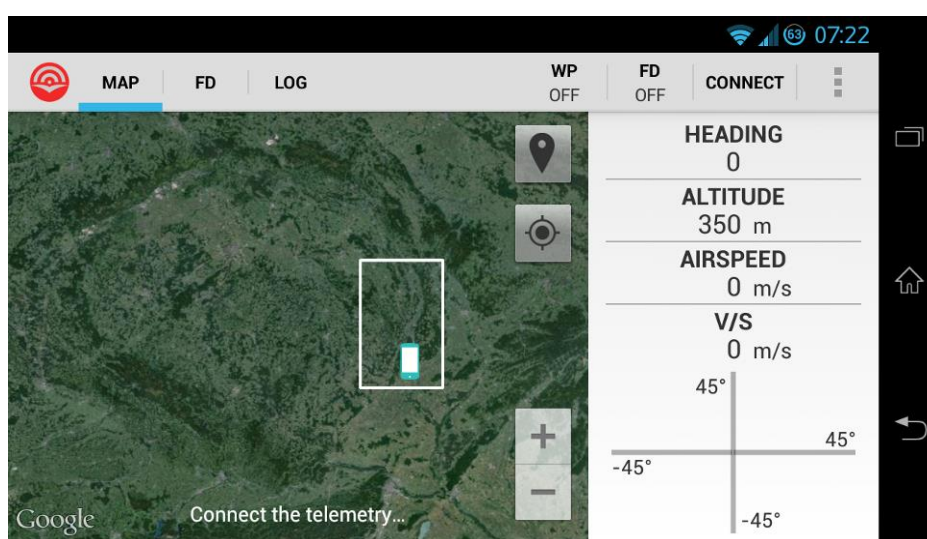 63 07:22
MAP FD LOG WP OFF FD OFF CONNECT
HEADING
0
ALTITUDE
350 m
AIRSPEED
0 m/s
V/S
0 m/s
45°
45°
-45°
-45°
Google
Connect the telemetry...